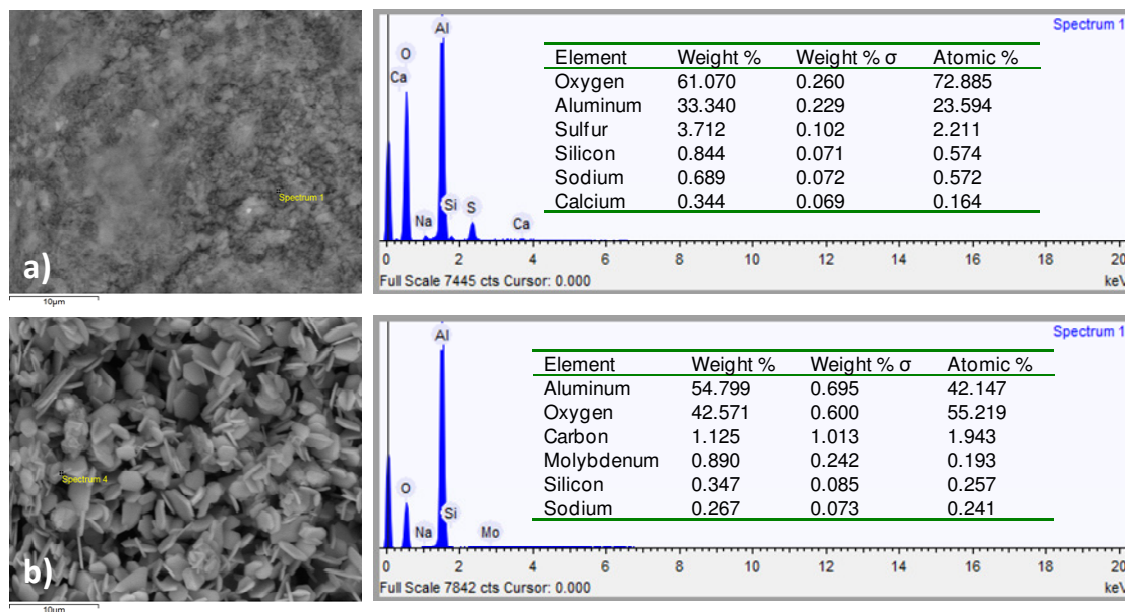 Spectrum 1
a)
10µm
Spectrum 1
Al
O
Ca
Na
Si
S
Ca
Element Weight % Weight % σ Atomic %
Oxygen 61.070 0.260 72.885
Aluminum 33.340 0.229 23.594
Sulfur 3.712 0.102 2.211
Silicon 0.844 0.071 0.574
Sodium 0.689 0.072 0.572
Calcium 0.344 0.069 0.164
0 2 4 6 8 10 12 14 16 18 20
Full Scale 7445 cts Cursor: 0.000 keV
Spectrum 4
b)
10µm
Spectrum 1
Al
O
Na
Si
Mo
Element Weight % Weight % σ Atomic %
Aluminum 54.799 0.695 42.147
Oxygen 42.571 0.600 55.219
Carbon 1.125 1.013 1.943
Molybdenum 0.890 0.242 0.193
Silicon 0.347 0.085 0.257
Sodium 0.267 0.073 0.241
0 2 4 6 8 10 12 14 16 18 20
Full Scale 7842 cts Cursor: 0.000 keV